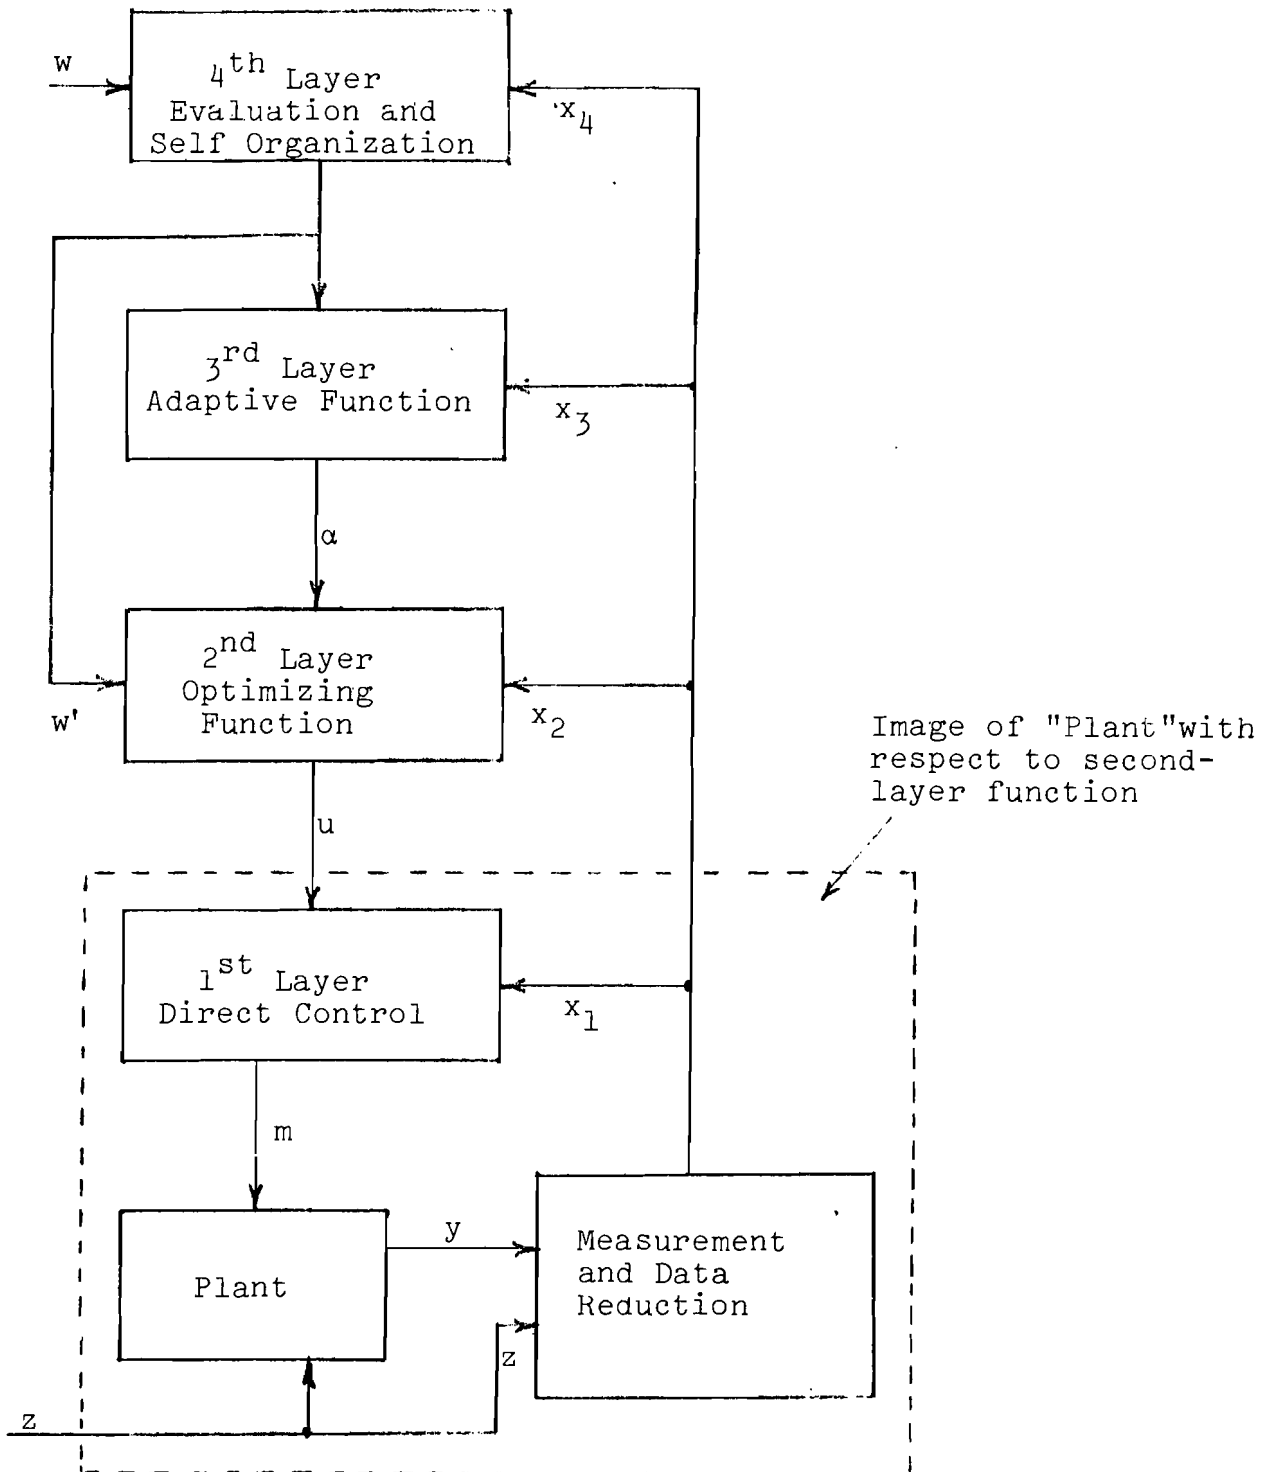 w
4th Layer
Evaluation and
Self Organization
x4
3rd Layer
Adaptive Function
x3
α
2nd Layer
Optimizing
Function
w'
x2
Image of "Plant"with
respect to second-
layer function
u
1st Layer
Direct Control
x1
m
y
Measurement
and Data
Reduction
Plant
z
z